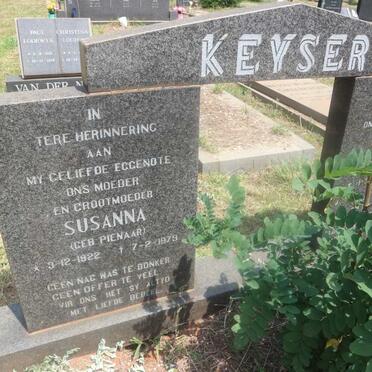 KEYSER
IN
TERE HERINNERING
AAN
MY GELIEFDE EGGENOTE
ONS MOEDER
EN GROOTMOEDER
SUSANNA
(GEB PIENAAR)
*3-12-1922 †7-2-1979
GEEN NAG WAS TE DONKER
GEEN OFFER TE VEEL
VIR ONS HET SY ALTYD
MET LIEFDE
VAN DER
CHRISTINA